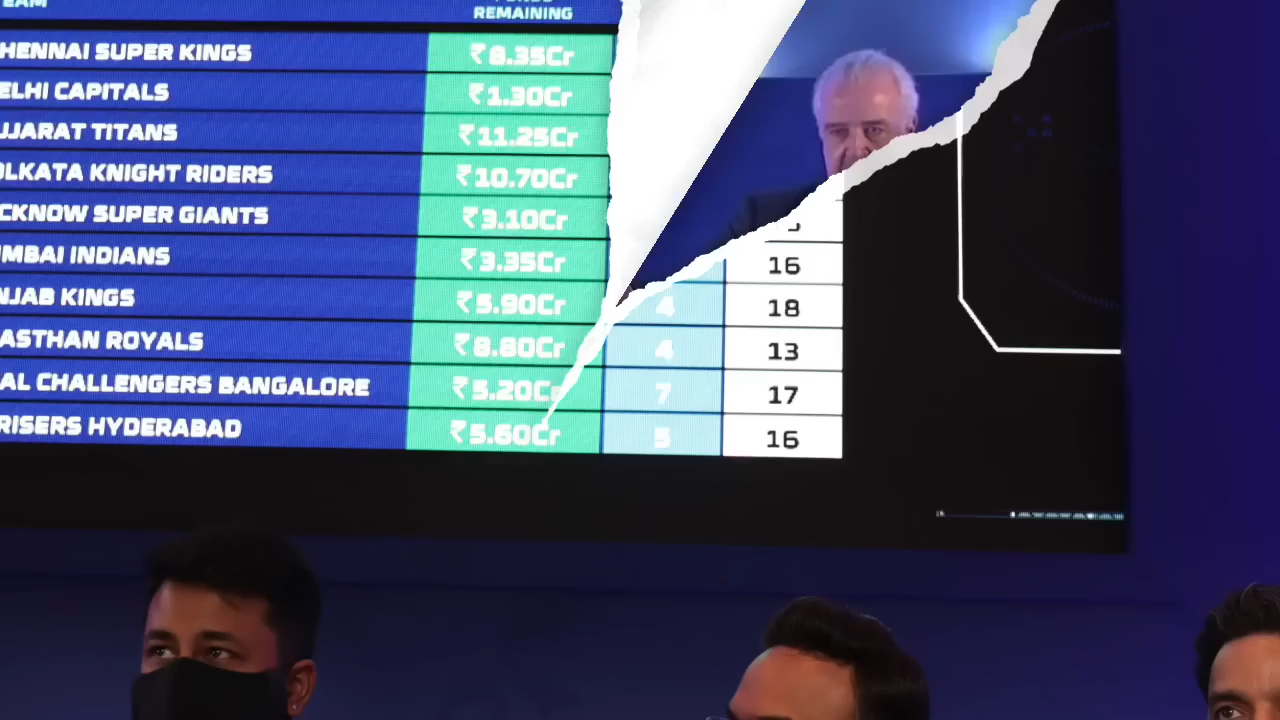 REMAINING
HENNAI SUPER KINGS ₹8.35Cr
ELHI CAPITALS ₹1.30Cr
JJARAT TITANS ₹11.25Cr
OLKATA KNIGHT RIDERS ₹10.70Cr
CKNOW SUPER GIANTS ₹3.10Cr
MBAI INDIANS ₹3.35Cr 16
NJAB KINGS ₹5.90Cr 4 18
ASTHAN ROYALS ₹8.80Cr 4 13
AL CHALLENGERS BANGALORE ₹5.20Cr 7 17
RISERS HYDERABAD ₹5.60Cr 5 16